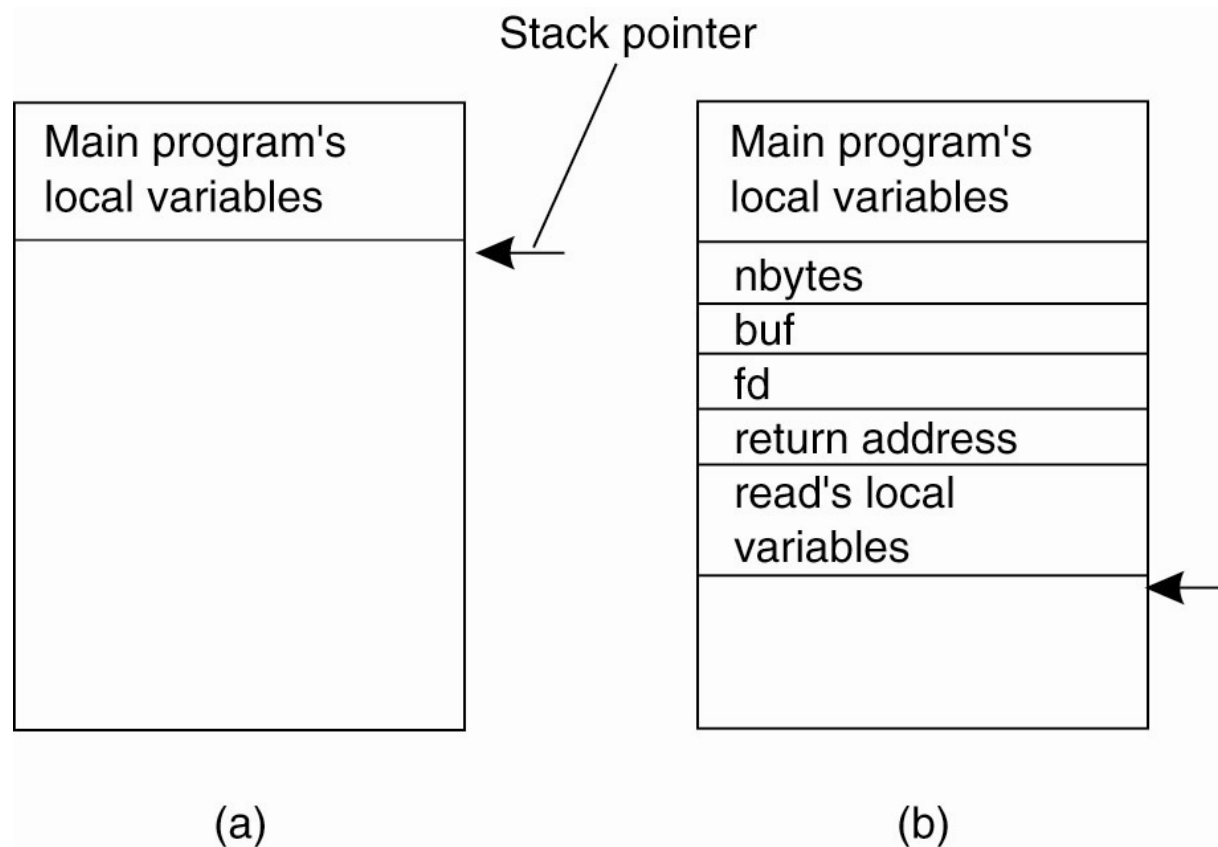 Stack pointer
Main program's
local variables
Main program's
local variables
nbytes
buf
fd
return address
read's local
variables
(a)
(b)